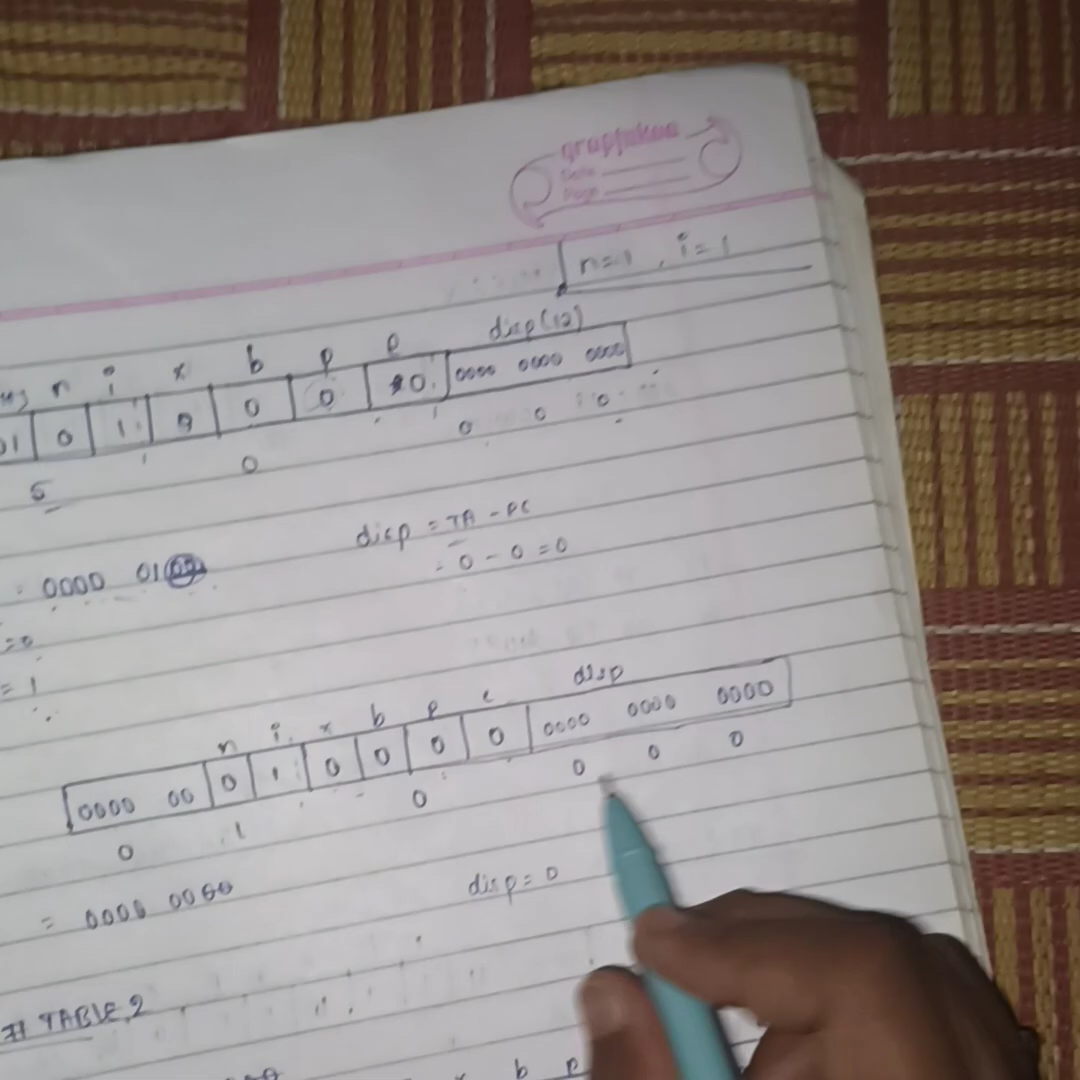 Date
Page
n=1, i=1
n i x b p e disp(12)
01 0 1 0 0 0 0 0000 0000 0000
5 0 0 0 0
disp = TA - PC
= 0000 01
= 0 - 0 = 0
=0
= 1
n i x b p e disp
0000 00 0 1 0 0 0 0 0000 0000 0000
0 1 0 0 0 0
= 0000 0000
disp = 0
# TABLE 2
b p